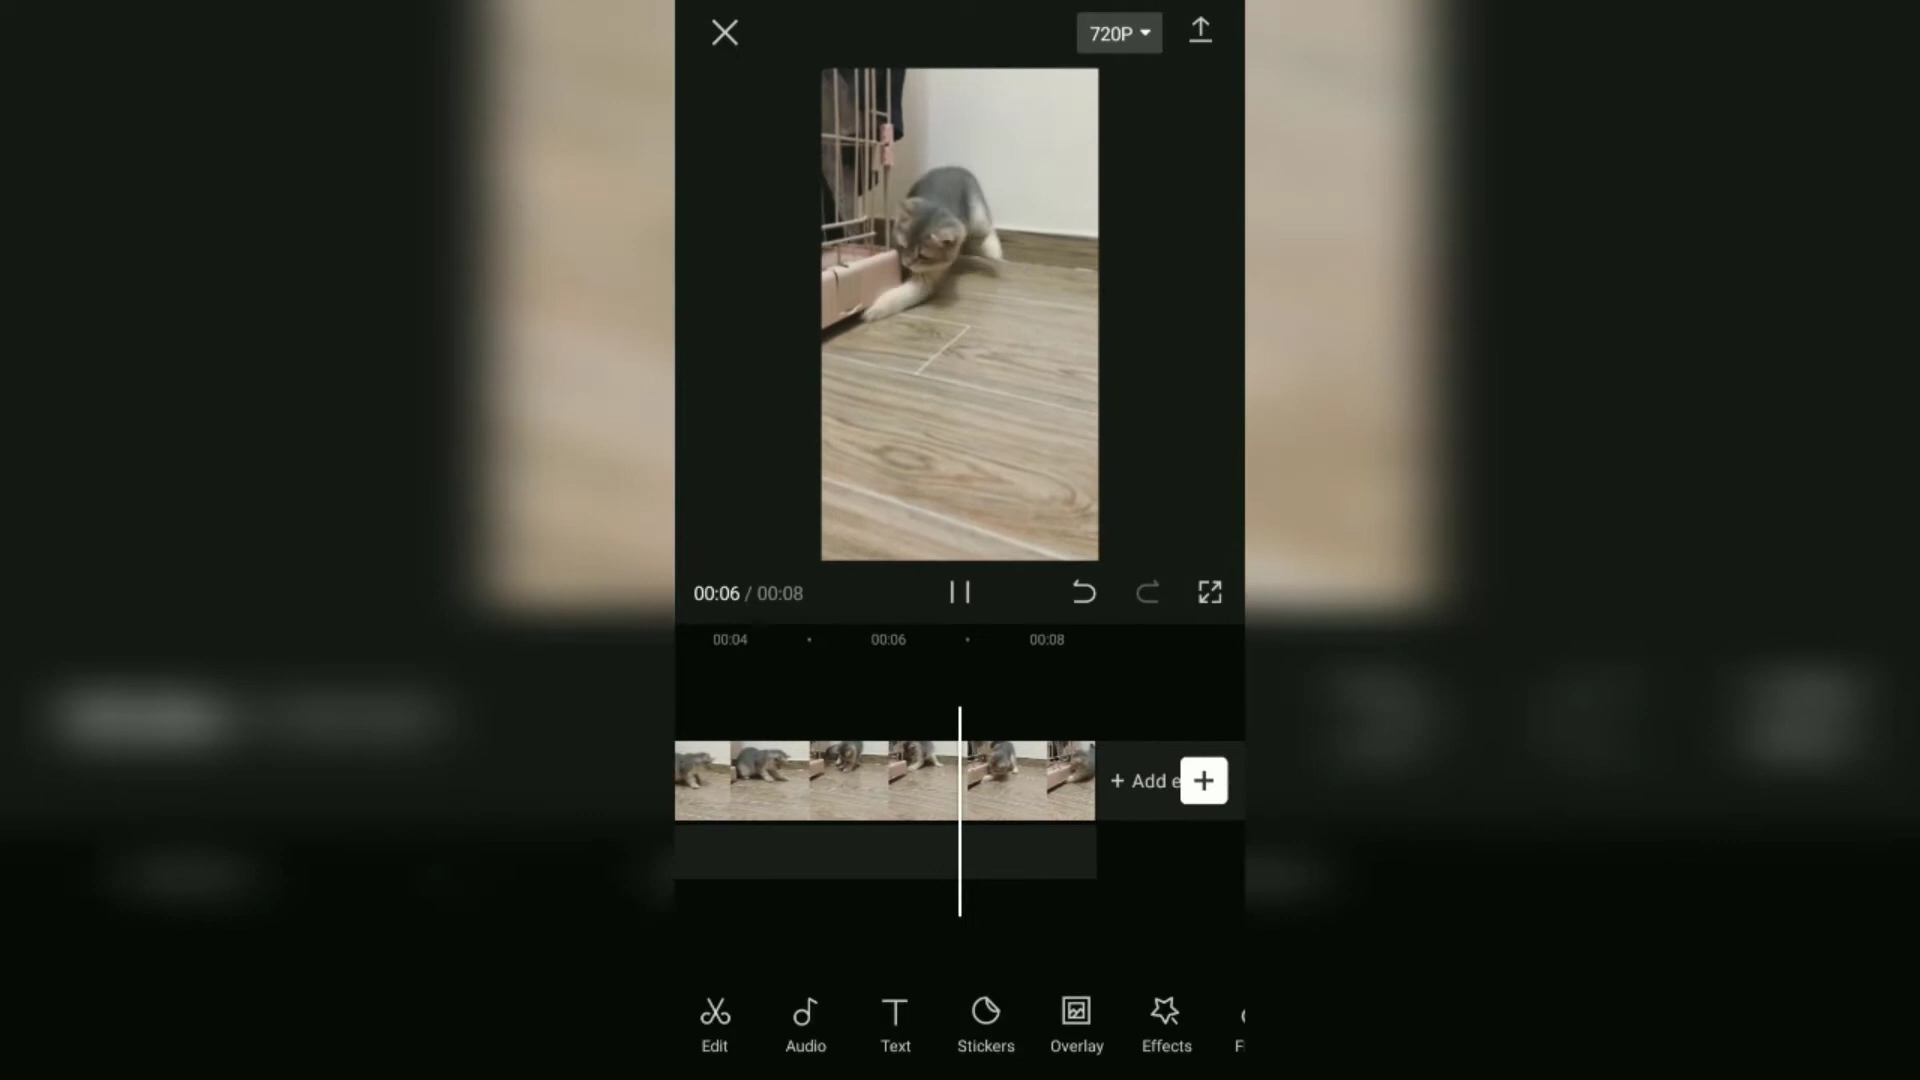 720P
00:06 / 00:08
00:04 00:06 00:08
+ Add e
Edit Audio Text Stickers Overlay Effects F